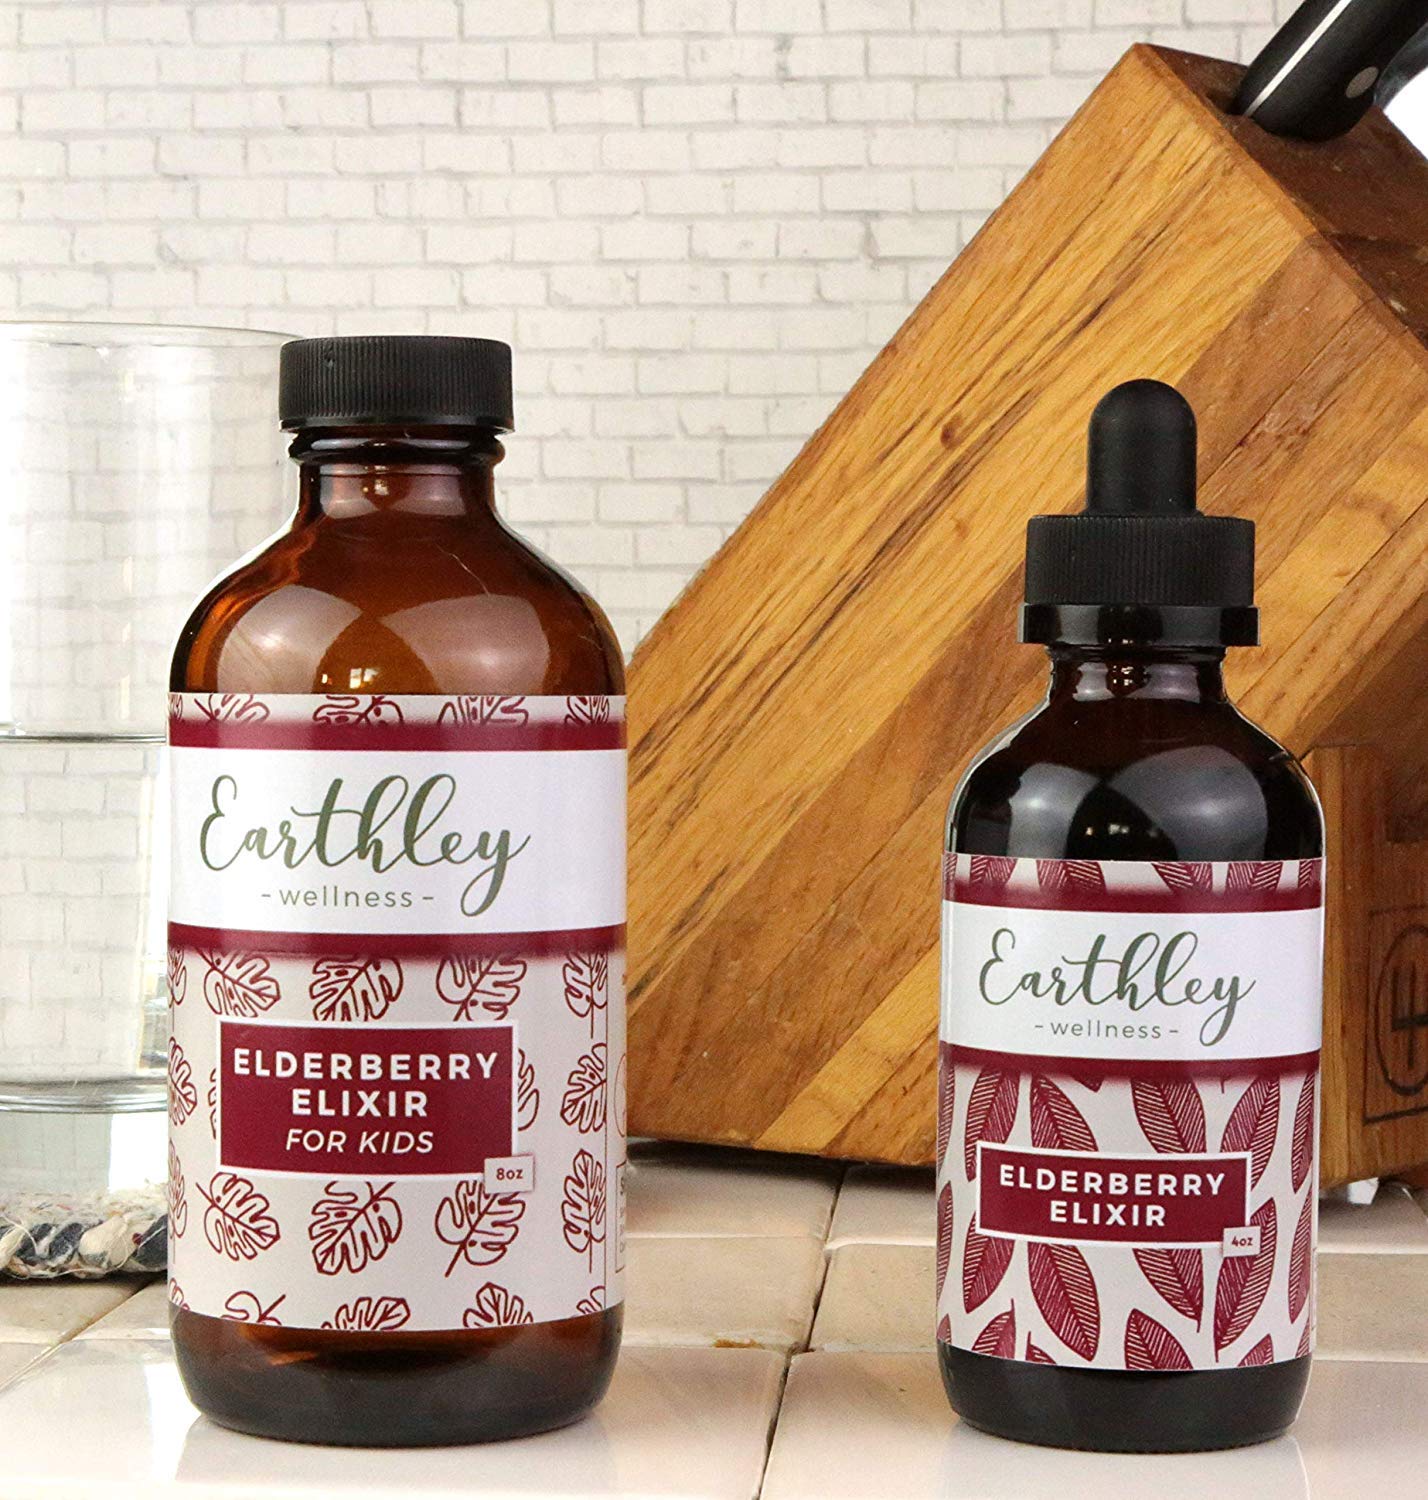 Earthley
- wellness -
ELDERBERRY
ELIXIR
FOR KIDS
8oz
Earthley
- wellness -
ELDERBERRY
ELIXIR
4oz